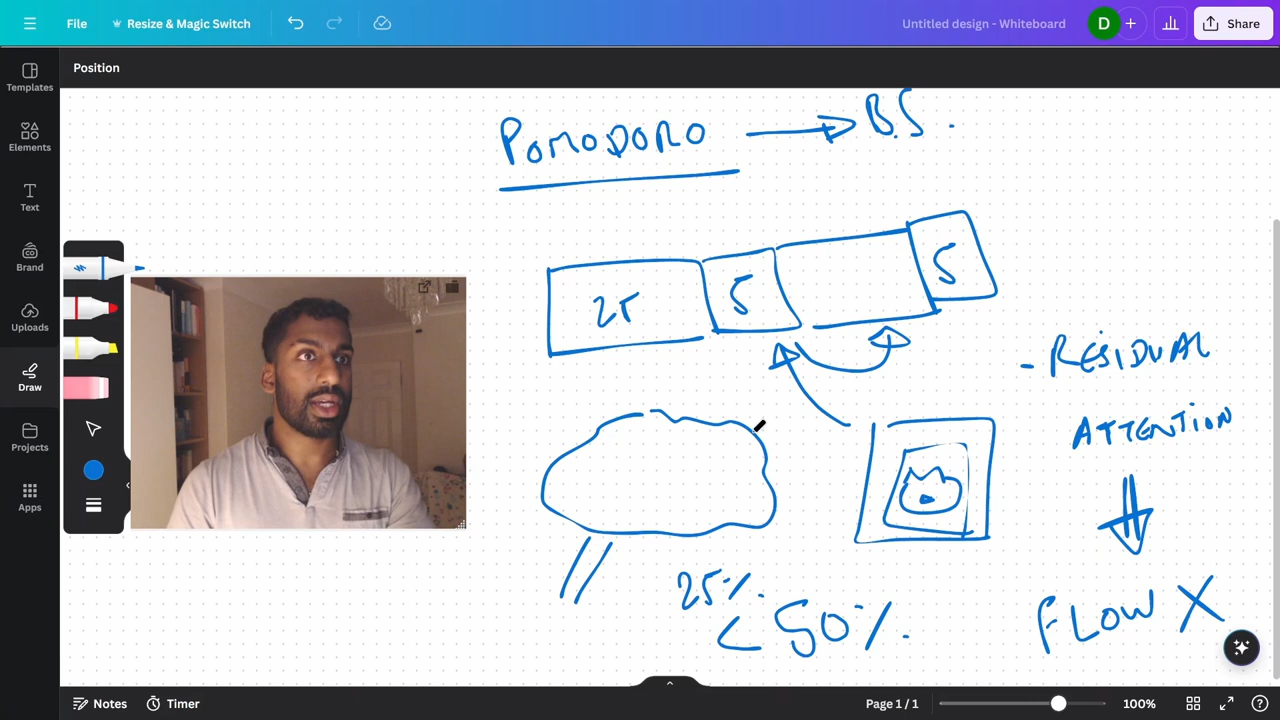 File
Resize & Magic Switch
Untitled design - Whiteboard
D
+
Share
Templates
Elements
Text
Brand
Uploads
Draw
Projects
Apps
Position
POMODORO → B.S.
25
5
5
- RESIDUAL
ATTENTION
25%.
< 50%.
FLOW X
Notes
Timer
Page 1 / 1
100%